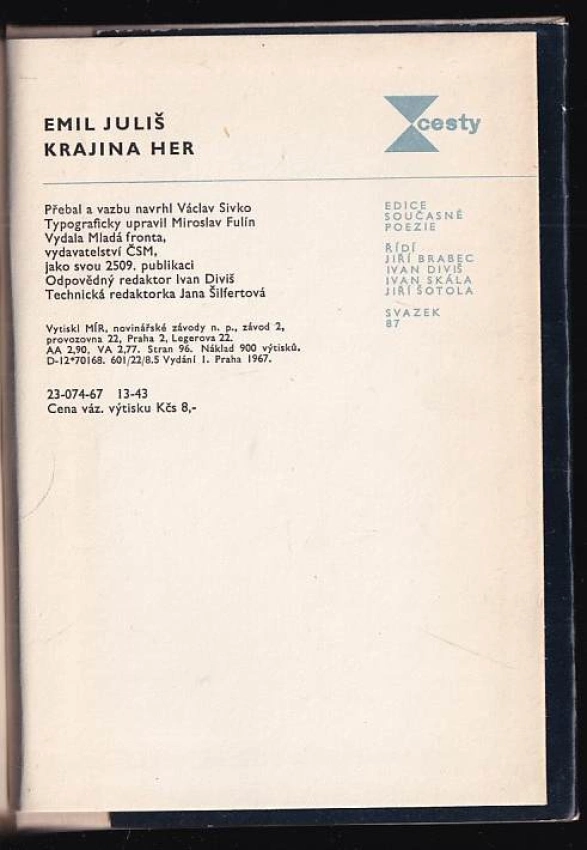 EMIL JULIŠ
KRAJINA HER
cesty
Přebal a vazbu navrhl Václav Sivko
Typograficky upravil Miroslav Fulín
Vydala Mladá fronta,
vydavatelství ČSM,
jako svou 2509. publikaci
Odpovědný redaktor Ivan Diviš
Technická redaktorka Jana Šilfertová
Vytiskl MÍR, novinářské závody n. p., závod 2,
provozovna 22, Praha 2, Legerova 22.
AA 2,90, VA 2,77. Stran 96. Náklad 900 výtisků.
D-12*70168. 601/22/8.5 Vydání 1. Praha 1967.
23-074-67 13-43
Cena váz. výtisku Kčs 8,-
EDICE
SOUČASNÉ
POEZIE
ŘÍDÍ
JIŘÍ BRABEC
IVAN DIVIŠ
IVAN SKÁLA
JIŘÍ ŠOTOLA
SVAZEK
87